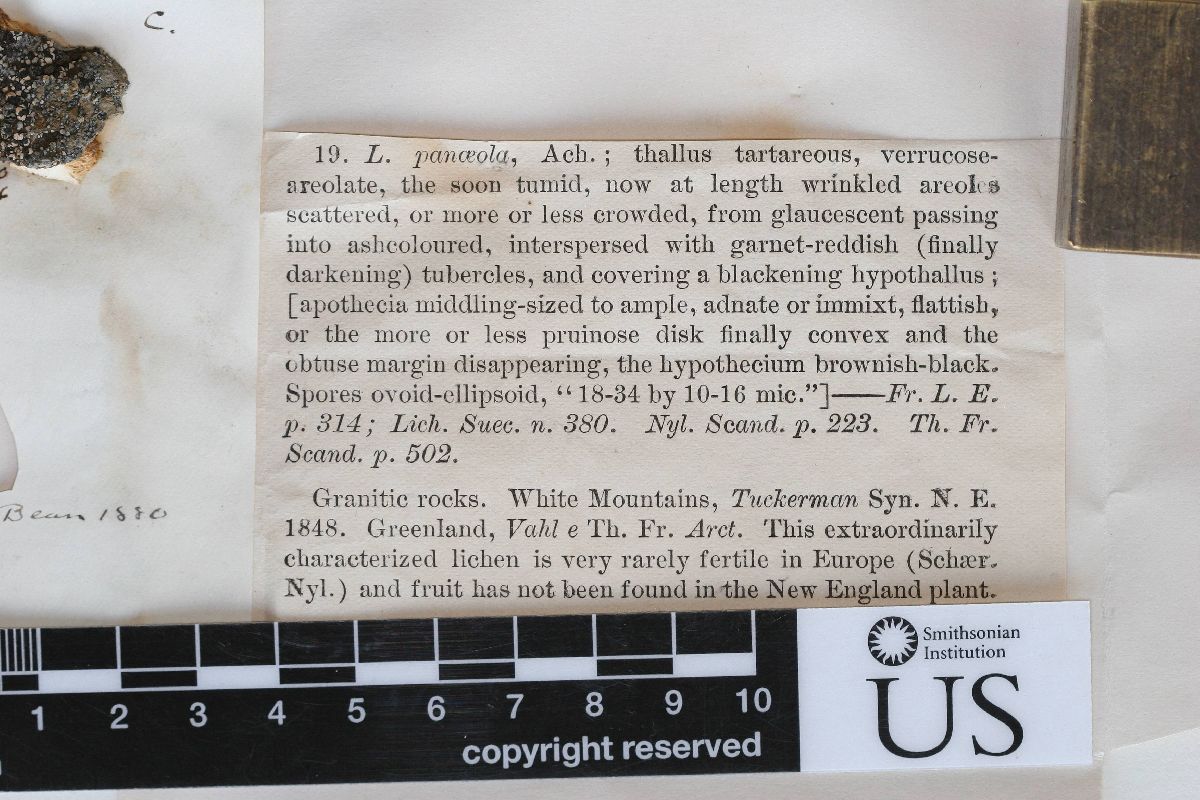 C.
19. L. panæola, Ach. ; thallus tartareous, verrucose-
areolate, the soon tumid, now at length wrinkled areoles
scattered, or more or less crowded, from glaucescent passing
into ashcoloured, interspersed with garnet-reddish (finally
darkening) tubercles, and covering a blackening hypothallus ;
[apothecia middling-sized to ample, adnate or immixt, flattish,
or the more or less pruinose disk finally convex and the
obtuse margin disappearing, the hypothecium brownish-black.
Spores ovoid-ellipsoid, “ 18-34 by 10-16 mic.”]——Fr. L. E.
p. 314; Lich. Suec. n. 380. Nyl. Scand. p. 223. Th. Fr.
Scand. p. 502.
Granitic rocks. White Mountains, Tuckerman Syn. N. E.
1848. Greenland, Vahl e Th. Fr. Arct. This extraordinarily
characterized lichen is very rarely fertile in Europe (Schær.
Nyl.) and fruit has not been found in the New England plant.
Bean 1880
1 2 3 4 5 6 7 8 9 10
copyright reserved
Smithsonian
Institution
US